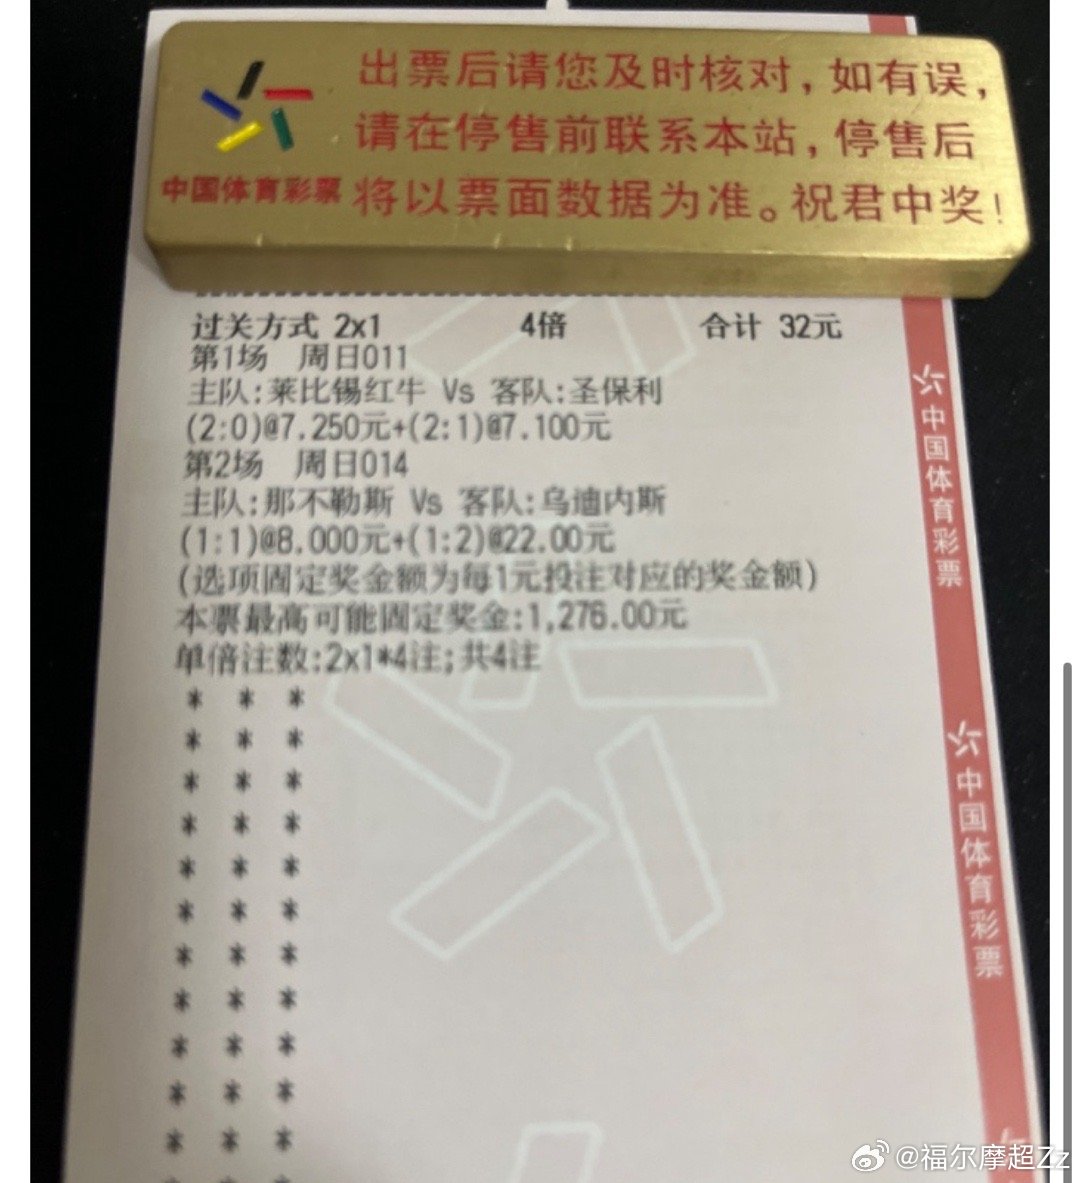 出票后请您及时核对，如有误，
请在停售前联系本站，停售后
将以票面数据为准。祝君中奖！
中国体育彩票
过关方式 2x1 4倍 合计 32元
第1场 周日011
主队:莱比锡红牛 Vs 客队:圣保利
(2:0)@7.250元+(2:1)@7.100元
第2场 周日014
主队:那不勒斯 Vs 客队:乌迪内斯
(1:1)@8.000元+(1:2)@22.00元
(选项固定奖金额为每1元投注对应的奖金额)
本票最高可能固定奖金:1,276.00元
单倍注数:2x1*4注;共4注
* * *
* * *
* * *
* * *
* * *
* * *
* * *
* * *
* * *
* * *
* * *
中国体育彩票
中国体育彩票
@福尔摩超Zz